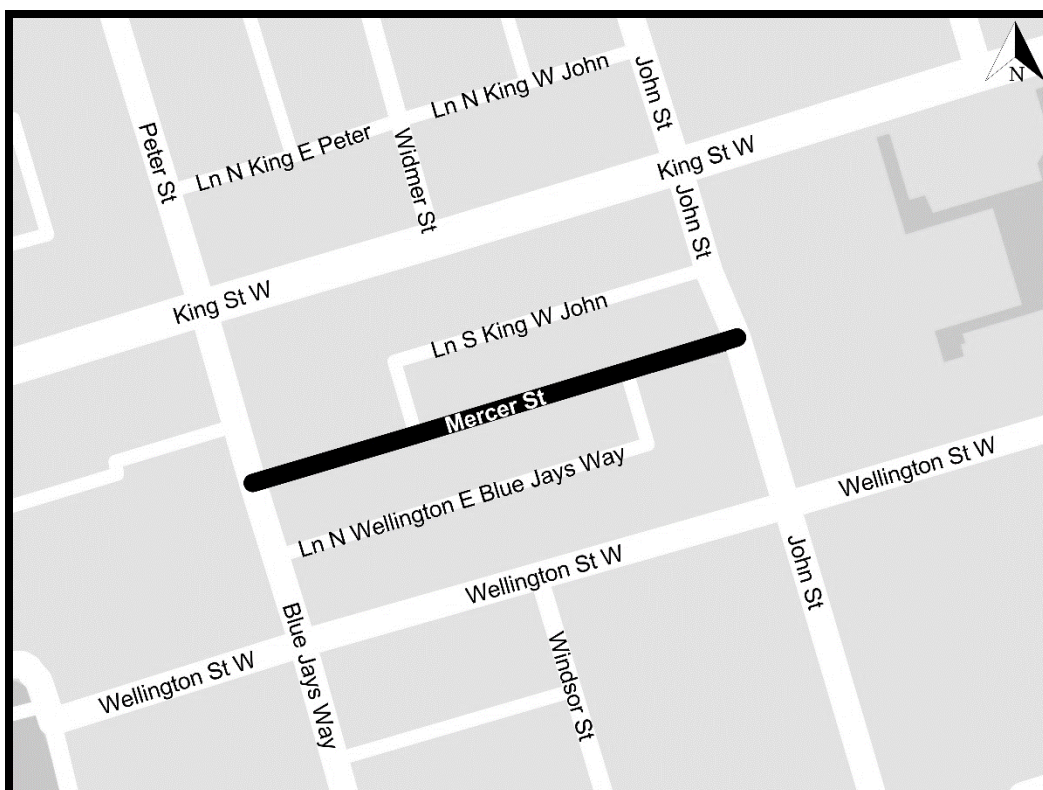 John St
N
Ln N King W John
Peter St
Ln N King E Peter
Widmer St
King St W
John St
King St W
Ln S King W John
Mercer St
Ln N Wellington E Blue Jays Way
Wellington St W
Wellington St W
John St
Blue Jays Way
Windsor St
Wellington St W